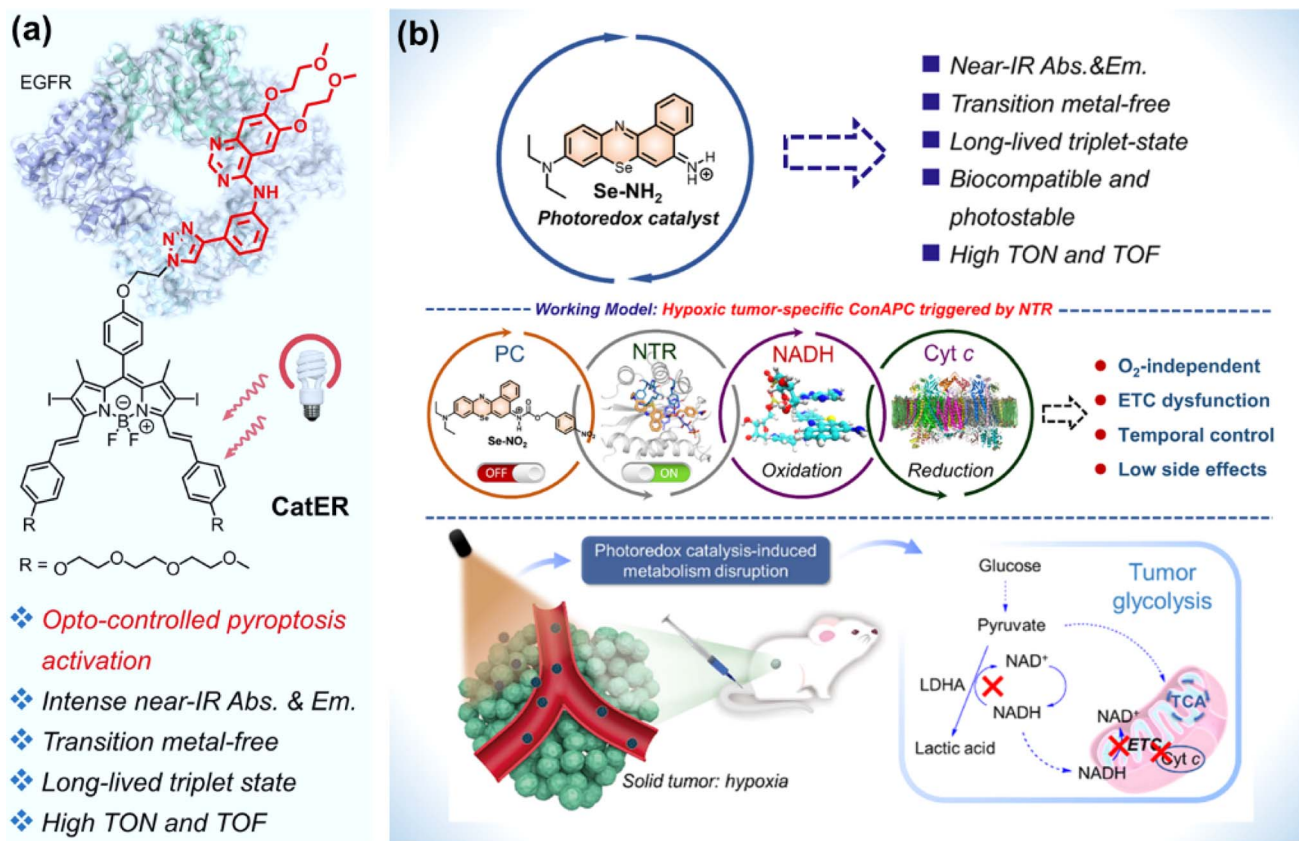 (a)
EGFR
O
O
O
O
N
N
NH
N
N
N
O
I
I
N
N
B
F
F
R
R
CatER
R = O
O
O
O
Opto-controlled pyroptosis
activation
Intense near-IR Abs. & Em.
Transition metal-free
Long-lived triplet state
High TON and TOF
(b)
N
N
Se
N
H
H
Se-NH₂
Photoredox catalyst
Near-IR Abs.&Em.
Transition metal-free
Long-lived triplet-state
Biocompatible and
photostable
High TON and TOF
Working Model: Hypoxic tumor-specific ConAPC triggered by NTR
PC
Se-NO₂
OFF
NTR
ON
NADH
Oxidation
Cyt c
Reduction
O₂-independent
ETC dysfunction
Temporal control
Low side effects
Photoredox catalysis-induced
metabolism disruption
Solid tumor: hypoxia
Tumor
glycolysis
Glucose
Pyruvate
NAD⁺
LDHA
NADH
Lactic acid
TCA
NAD⁺
ETC
Cyt c
NADH